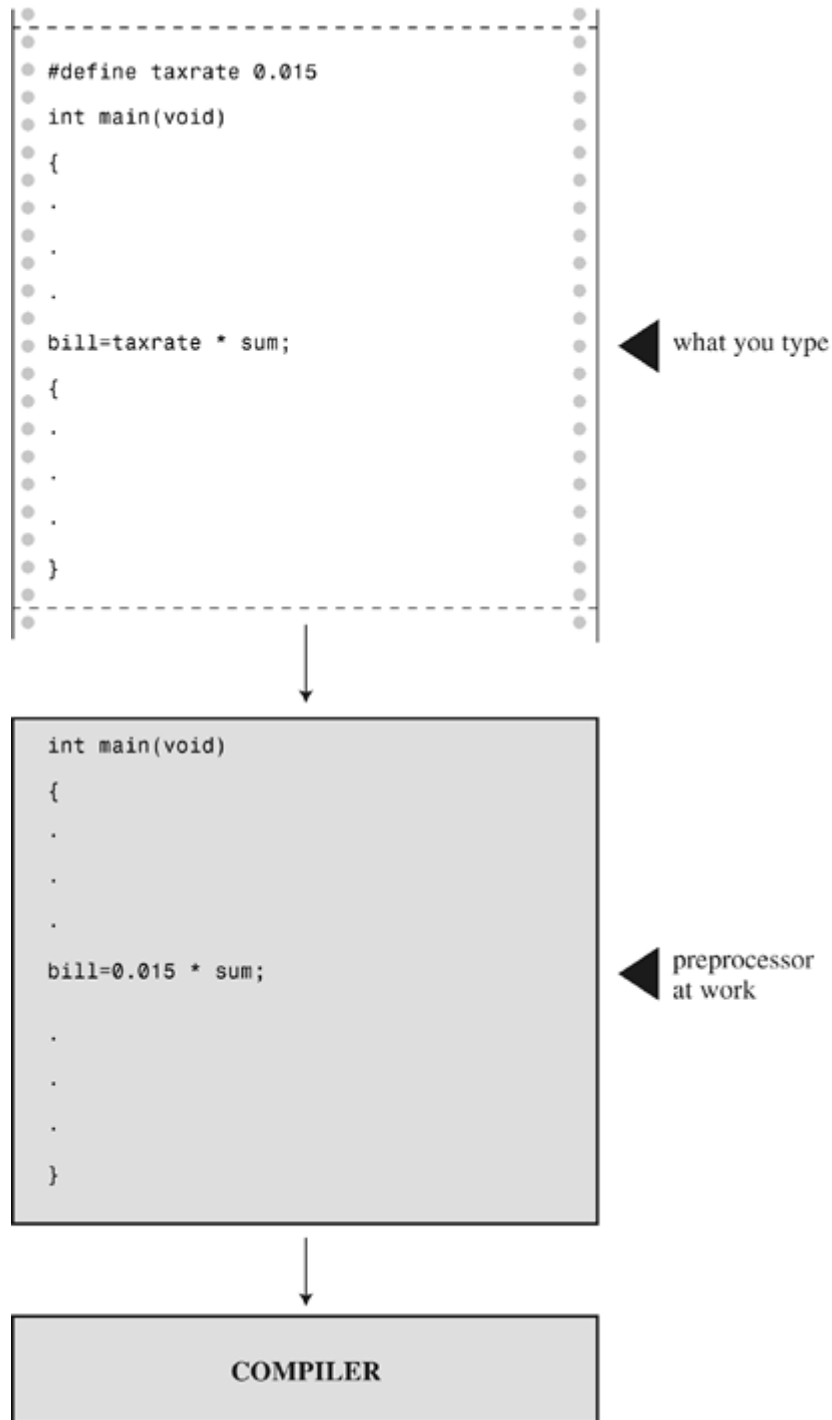 #define taxrate 0.015
int main(void)
{
.
.
.
bill=taxrate * sum;
{
.
.
.
}
what you type
int main(void)
{
.
.
.
bill=0.015 * sum;
.
.
.
}
preprocessor
at work
COMPILER